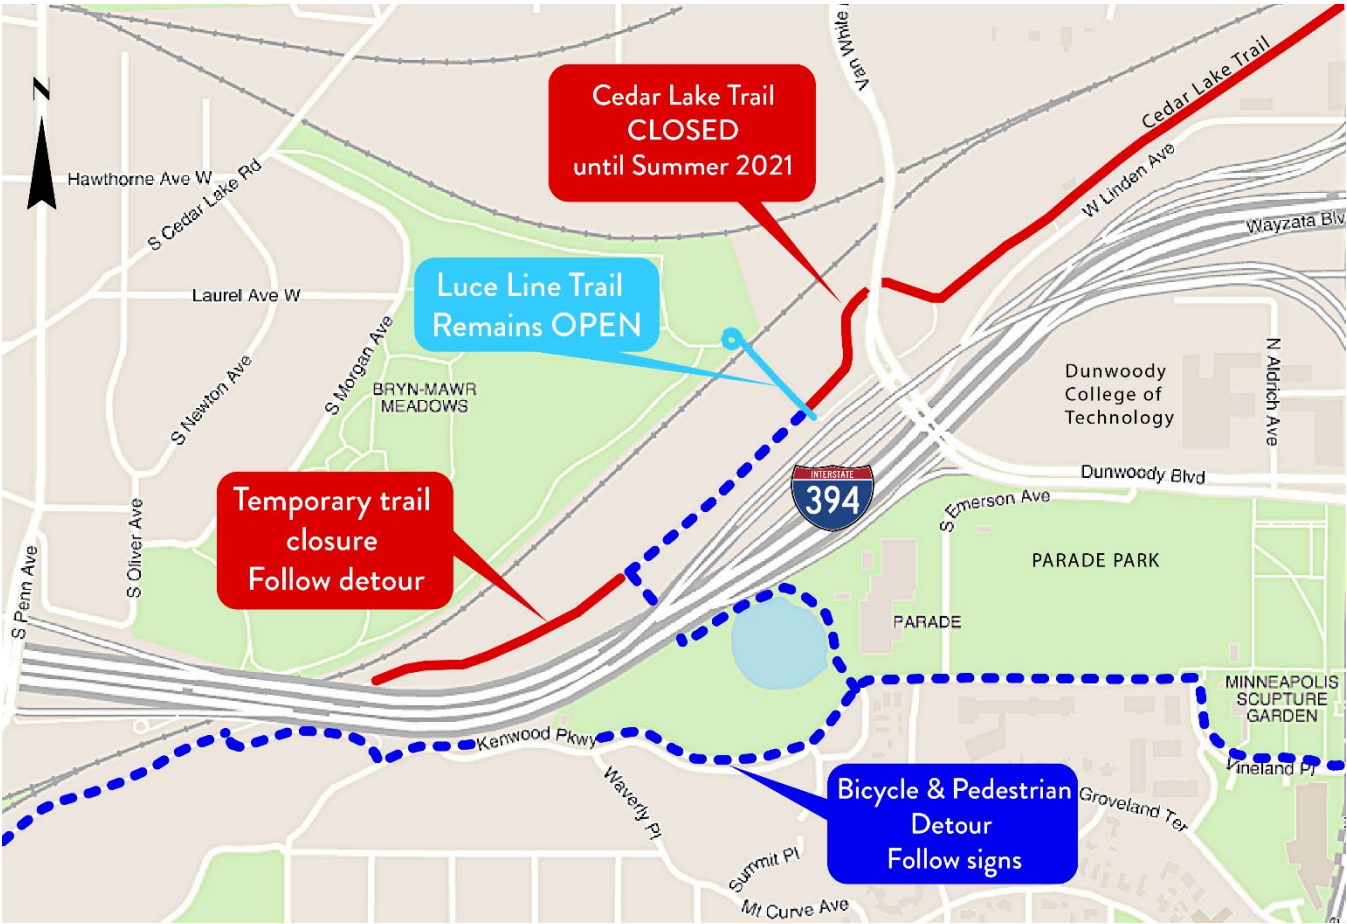 N
Van White
Cedar Lake Trail
CLOSED
until Summer 2021
Cedar Lake Trail
W Linden Ave
Wayzata Blv
Hawthorne Ave W
S Cedar Lake Rd
Laurel Ave W
Luce Line Trail
Remains OPEN
S Newton Ave
S Morgan Ave
BRYN-MAWR
MEADOWS
Dunwoody
College of
Technology
N Aldrich Ave
Dunwoody Blvd
INTERSTATE
394
S Emerson Ave
Temporary trail
closure
Follow detour
S Oliver Ave
S Penn Ave
PARADE PARK
PARADE
MINNEAPOLIS
SCUPTURE
GARDEN
Kenwood Pkwy
Vineland Pl
Waverly Pl
Bicycle & Pedestrian
Detour
Follow signs
Groveland Ter
Summit Pl
Mt Curve Ave